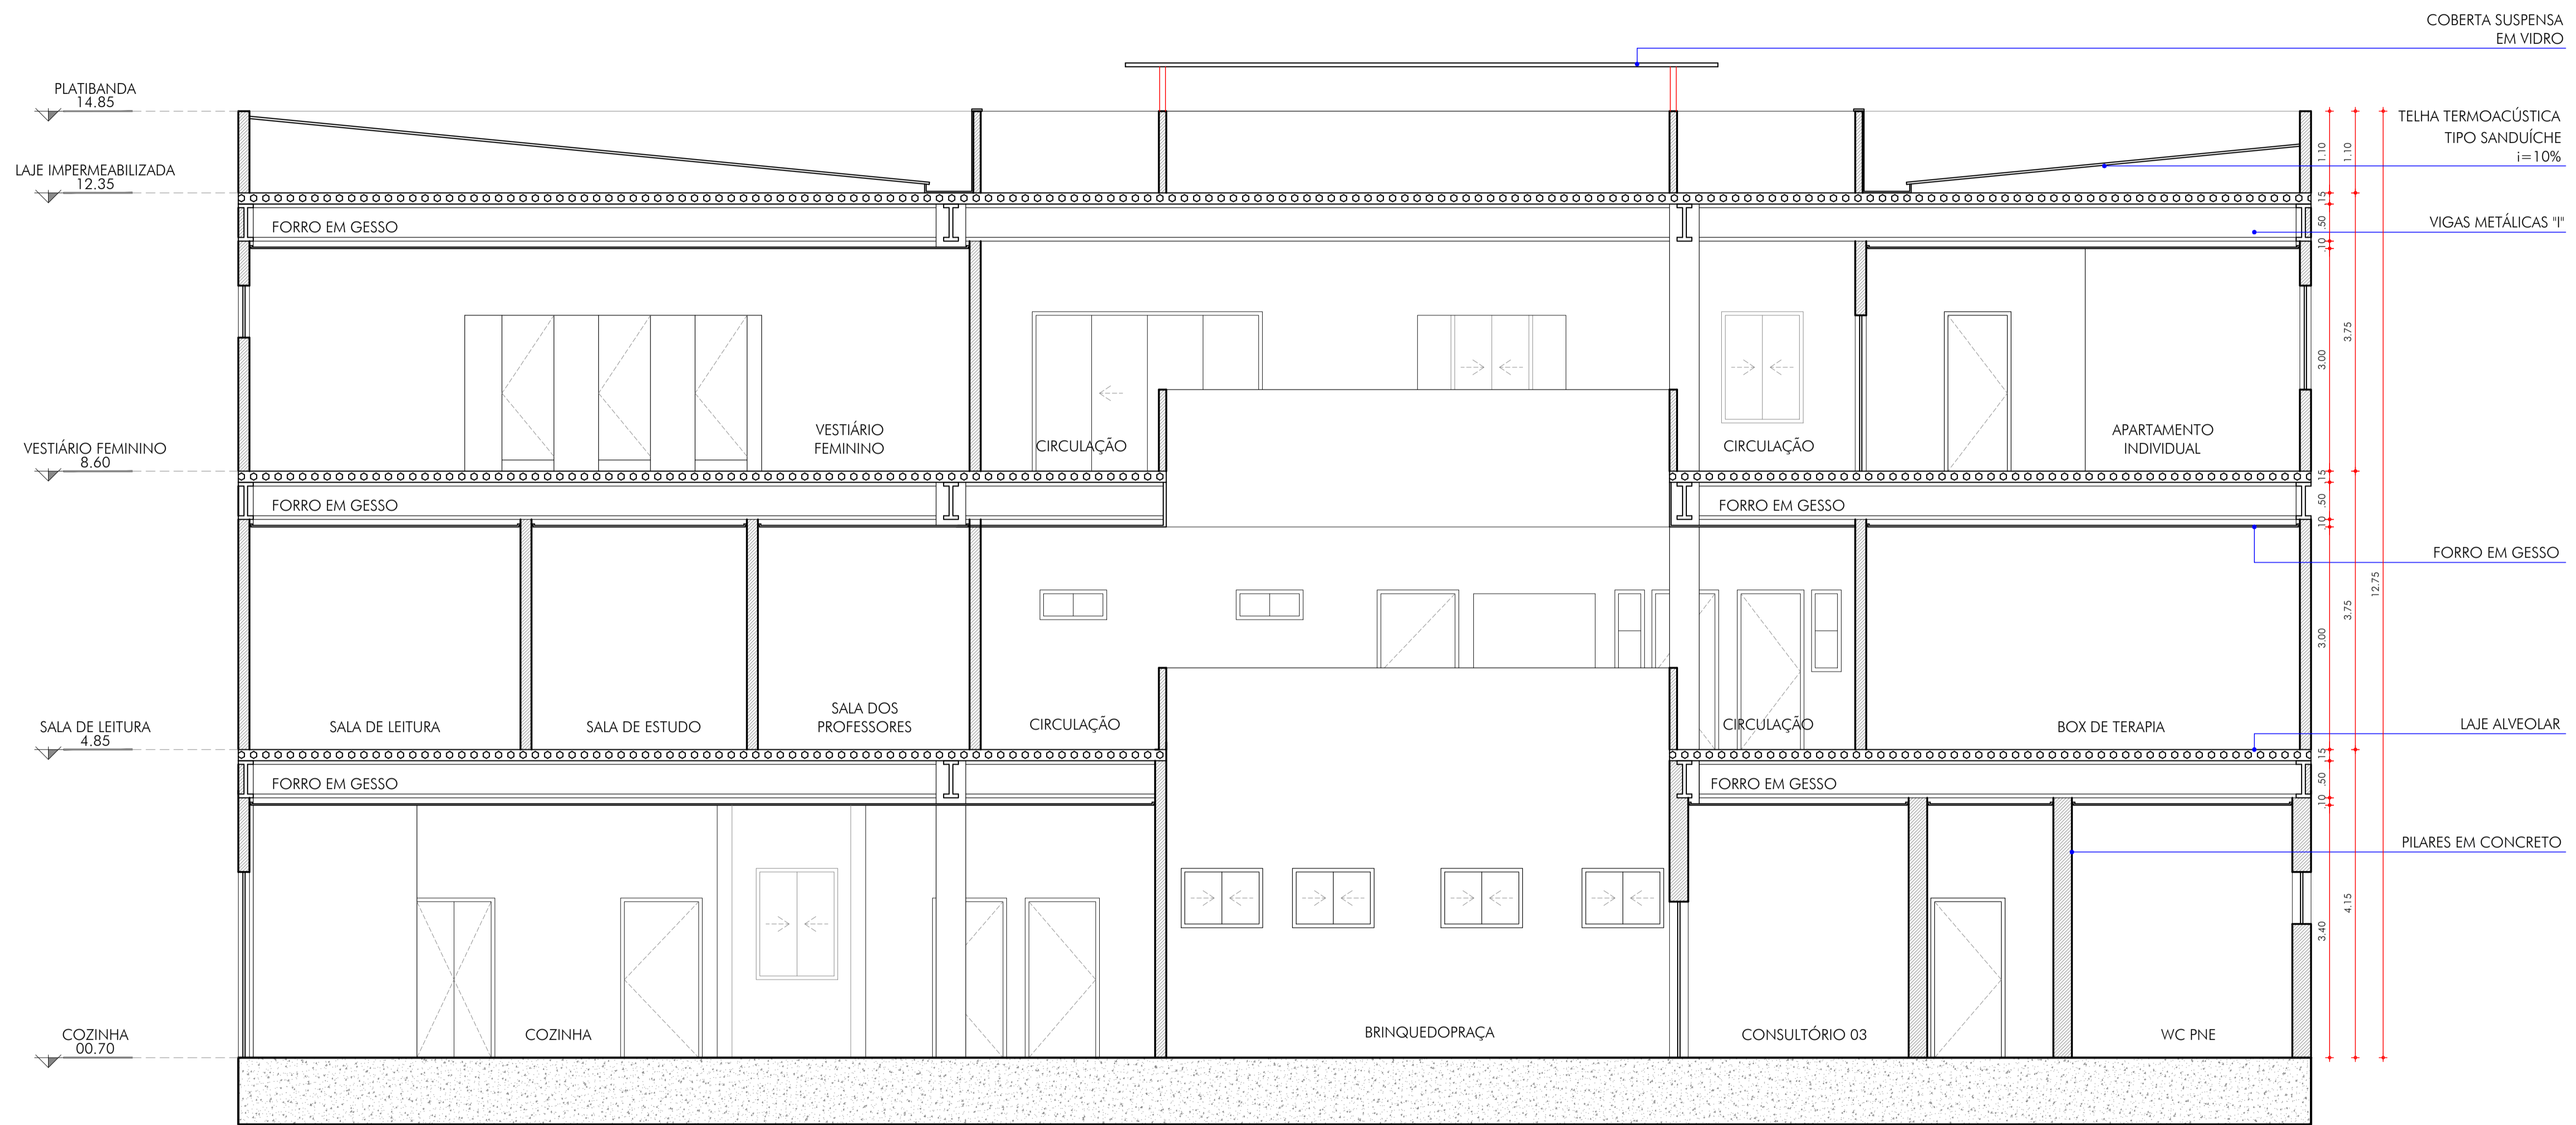 COBERTA SUSPENSA
EM VIDRO
PLATIBANDA
14.85
TELHA TERMOACÚSTICA
TIPO SANDUÍCHE
i=10%
1.10
1.10
LAJE IMPERMEABILIZADA
12.35
.15
FORRO EM GESSO
.50
VIGAS METÁLICAS "I"
.10
3.00
3.75
VESTIÁRIO
FEMININO
CIRCULAÇÃO
CIRCULAÇÃO
APARTAMENTO
INDIVIDUAL
VESTIÁRIO FEMININO
8.60
.15
FORRO EM GESSO
FORRO EM GESSO
.50
.10
FORRO EM GESSO
12.75
3.75
3.00
SALA DE LEITURA
4.85
SALA DE LEITURA
SALA DE ESTUDO
SALA DOS
PROFESSORES
CIRCULAÇÃO
CIRCULAÇÃO
BOX DE TERAPIA
LAJE ALVEOLAR
.15
FORRO EM GESSO
FORRO EM GESSO
.50
.10
PILARES EM CONCRETO
4.15
3.40
COZINHA
00.70
COZINHA
BRINQUEDOPRAÇA
CONSULTÓRIO 03
WC PNE